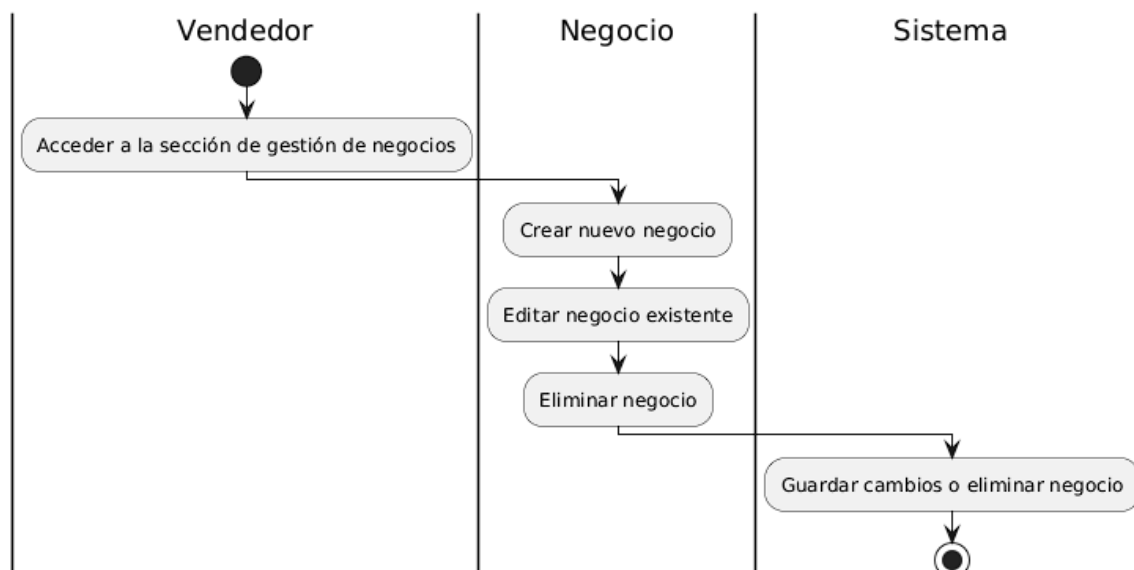 Vendedor
Negocio
Sistema
Acceder a la sección de gestión de negocios
Crear nuevo negocio
Editar negocio existente
Eliminar negocio
Guardar cambios o eliminar negocio